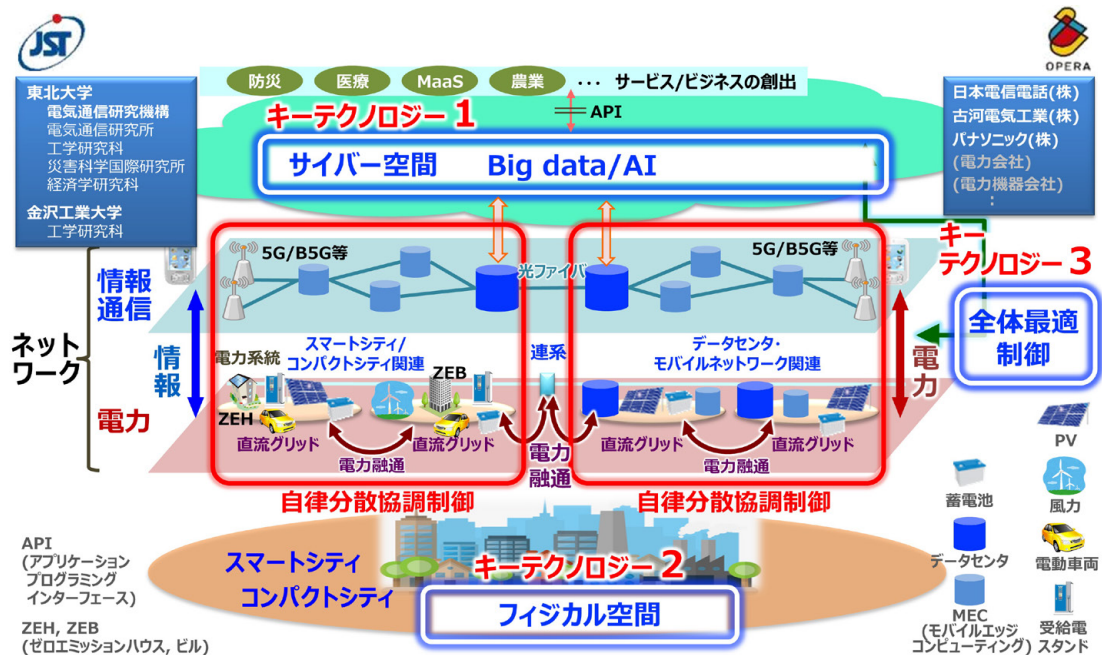 JST
OPERA
防災
医療
MaaS
農業
･･･ サービス/ビジネスの創出
API
キーテクノロジー 1
サイバー空間 Big data/AI
東北大学
電気通信研究機構
電気通信研究所
工学研究科
災害科学国際研究所
経済学研究科
金沢工業大学
工学研究科
日本電信電話(株)
古河電気工業(株)
パナソニック(株)
(電力会社)
(電力機器会社)
:
キー
テクノロジー 3
全体最適
制御
ネット
ワーク
情報
通信
電力
情報
電力
5G/B5G等
光ファイバ
5G/B5G等
電力系統
スマートシティ/
コンパクトシティ関連
連系
データセンタ・
モバイルネットワーク関連
ZEH
ZEB
直流グリッド
直流グリッド
電力融通
電力
融通
直流グリッド
直流グリッド
電力融通
自律分散協調制御
自律分散協調制御
スマートシティ
コンパクトシティ
キーテクノロジー 2
フィジカル空間
API
(アプリケーション
プログラミング
インターフェース)
ZEH, ZEB
(ゼロエミッションハウス, ビル)
PV
蓄電池
風力
データセンタ
電動車両
MEC
(モバイルエッジ
コンピューティング)
受給電
スタンド